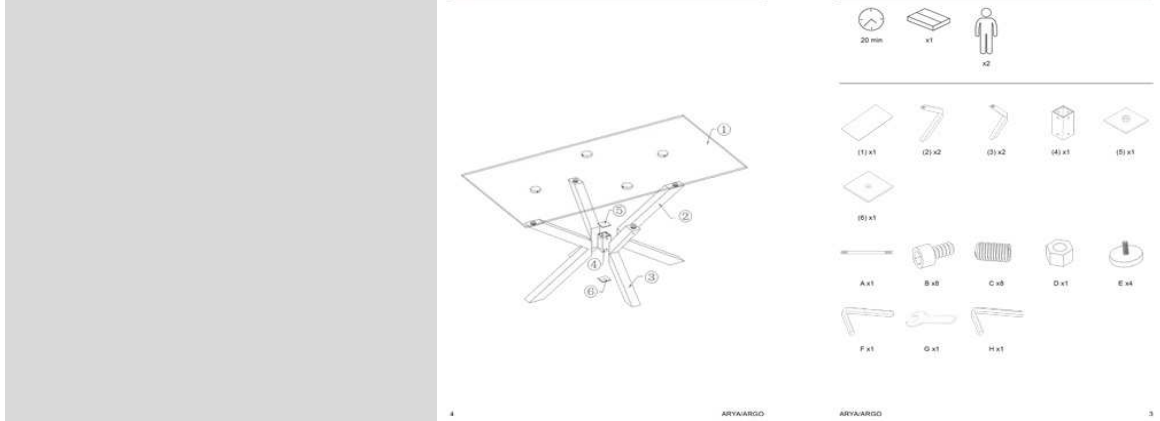 ①
⑤
②
④
③
⑥
4
ARYA/ARGO
20 min
x1
x2
(1) x1
(2) x2
(3) x2
(4) x1
(5) x1
(6) x1
A x1
B x8
C x8
D x1
E x4
F x1
G x1
H x1
ARYA/ARGO
3